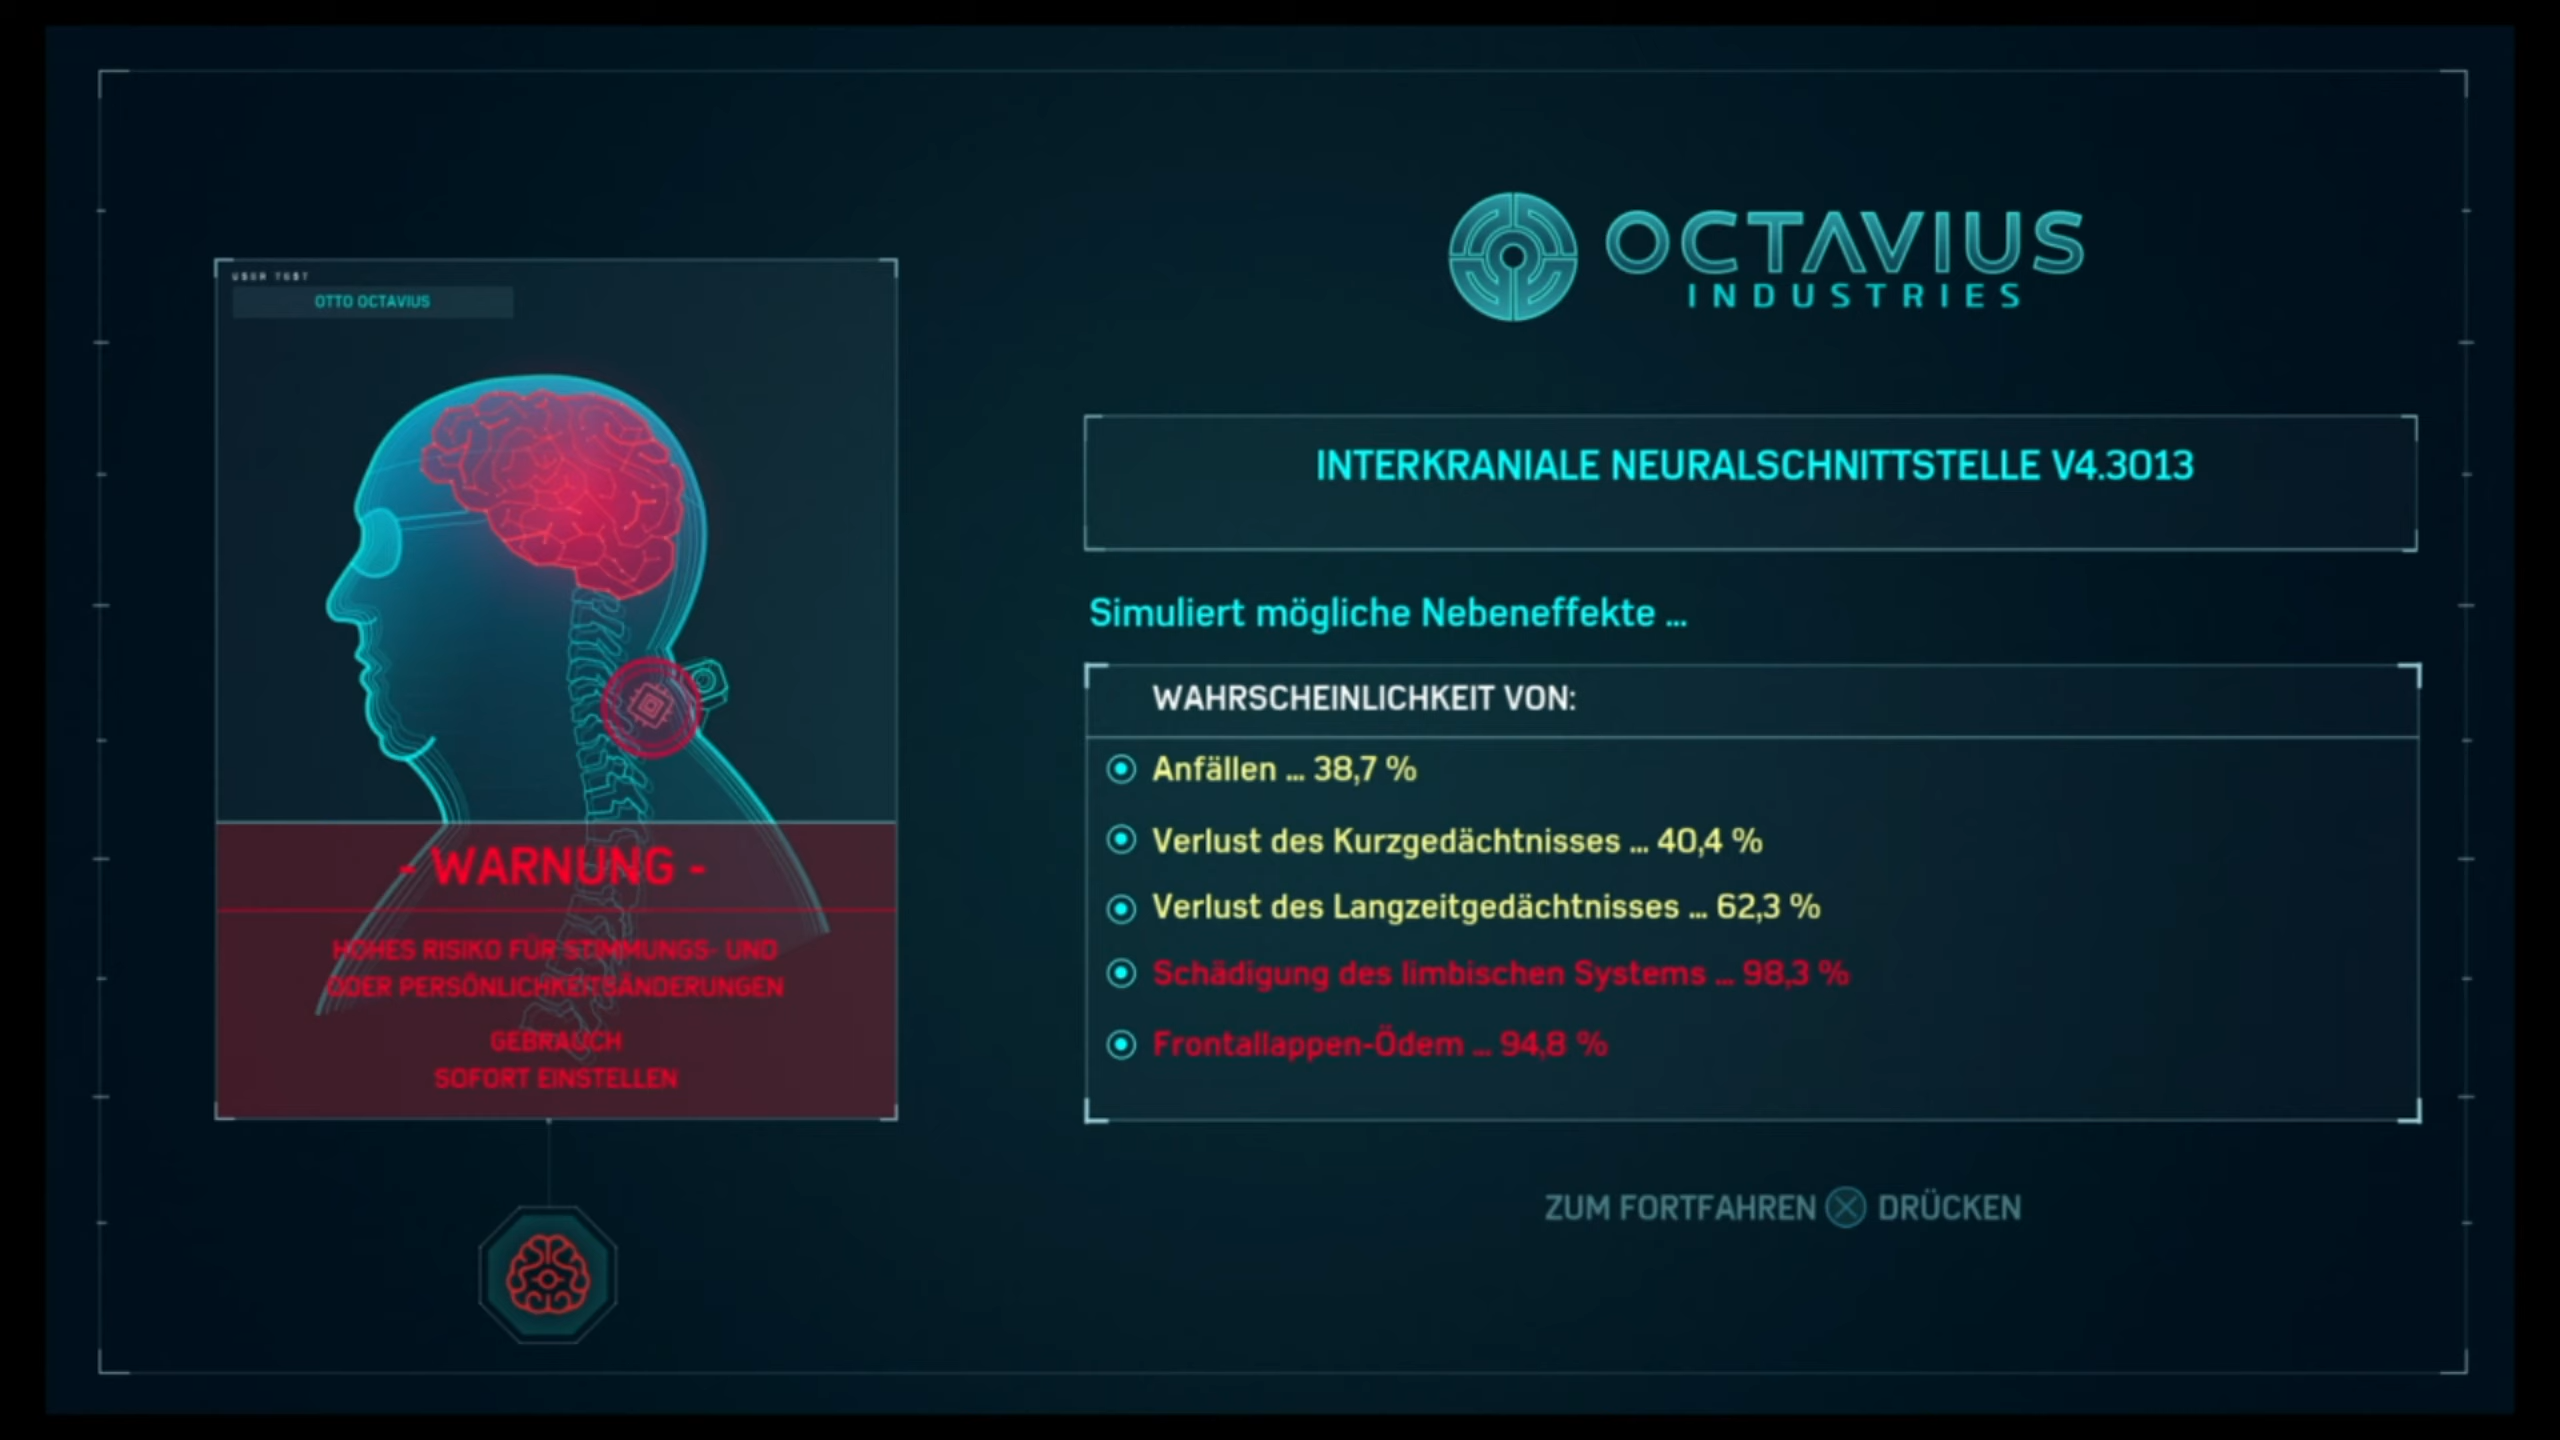 USER TEST
OTTO OCTAVIUS
- WARNUNG -
HOHES RISIKO FÜR STIMMUNGS- UND
ODER PERSÖNLICHKEITSÄNDERUNGEN
GEBRAUCH
SOFORT EINSTELLEN
OCTAVIUS
INDUSTRIES
INTERKRANIALE NEURALSCHNITTSTELLE V4.3013
Simuliert mögliche Nebeneffekte ...
WAHRSCHEINLICHKEIT VON:
Anfällen ... 38,7 %
Verlust des Kurzgedächtnisses ... 40,4 %
Verlust des Langzeitgedächtnisses ... 62,3 %
Schädigung des limbischen Systems ... 98,3 %
Frontallappen-Ödem ... 94,8 %
ZUM FORTFAHREN DRÜCKEN